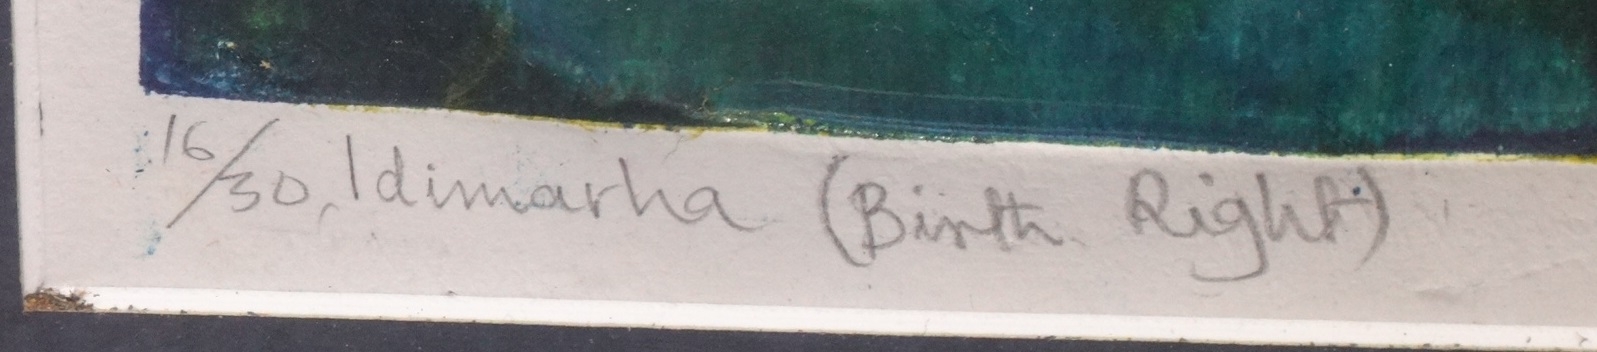 16/30, Idimarha (Birth Right)